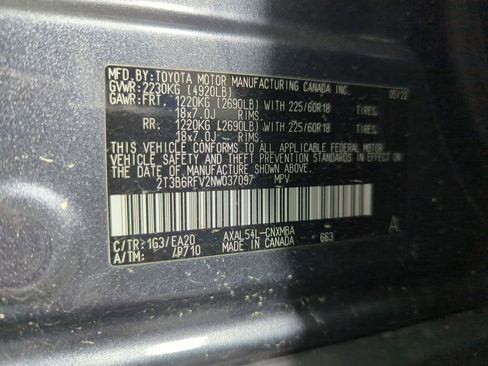 MFD. BY: TOYOTA MOTOR MANUFACTURING CANADA INC.
GVWR: 2230KG (4920LB) 05/22
GAWR: FRT. 1220KG (2690LB) WITH 225/60R18 TIRES.
18x7.0J RIMS.
RR. 1220KG (2690LB) WITH 225/60R18 TIRES.
18x7.0J RIMS.
THIS VEHICLE CONFORMS TO ALL APPLICABLE FEDERAL MOTOR
VEHICLE SAFETY AND THEFT PREVENTION STANDARDS IN EFFECT ON
THE DATE OF MANUFACTURE SHOWN ABOVE.
2T3B6RFV2NW037097 MPV
A
C/TR: 1G3/EA20 AXAL54L-CNXMBA
A/TM: /P710 MADE IN CANADA 663